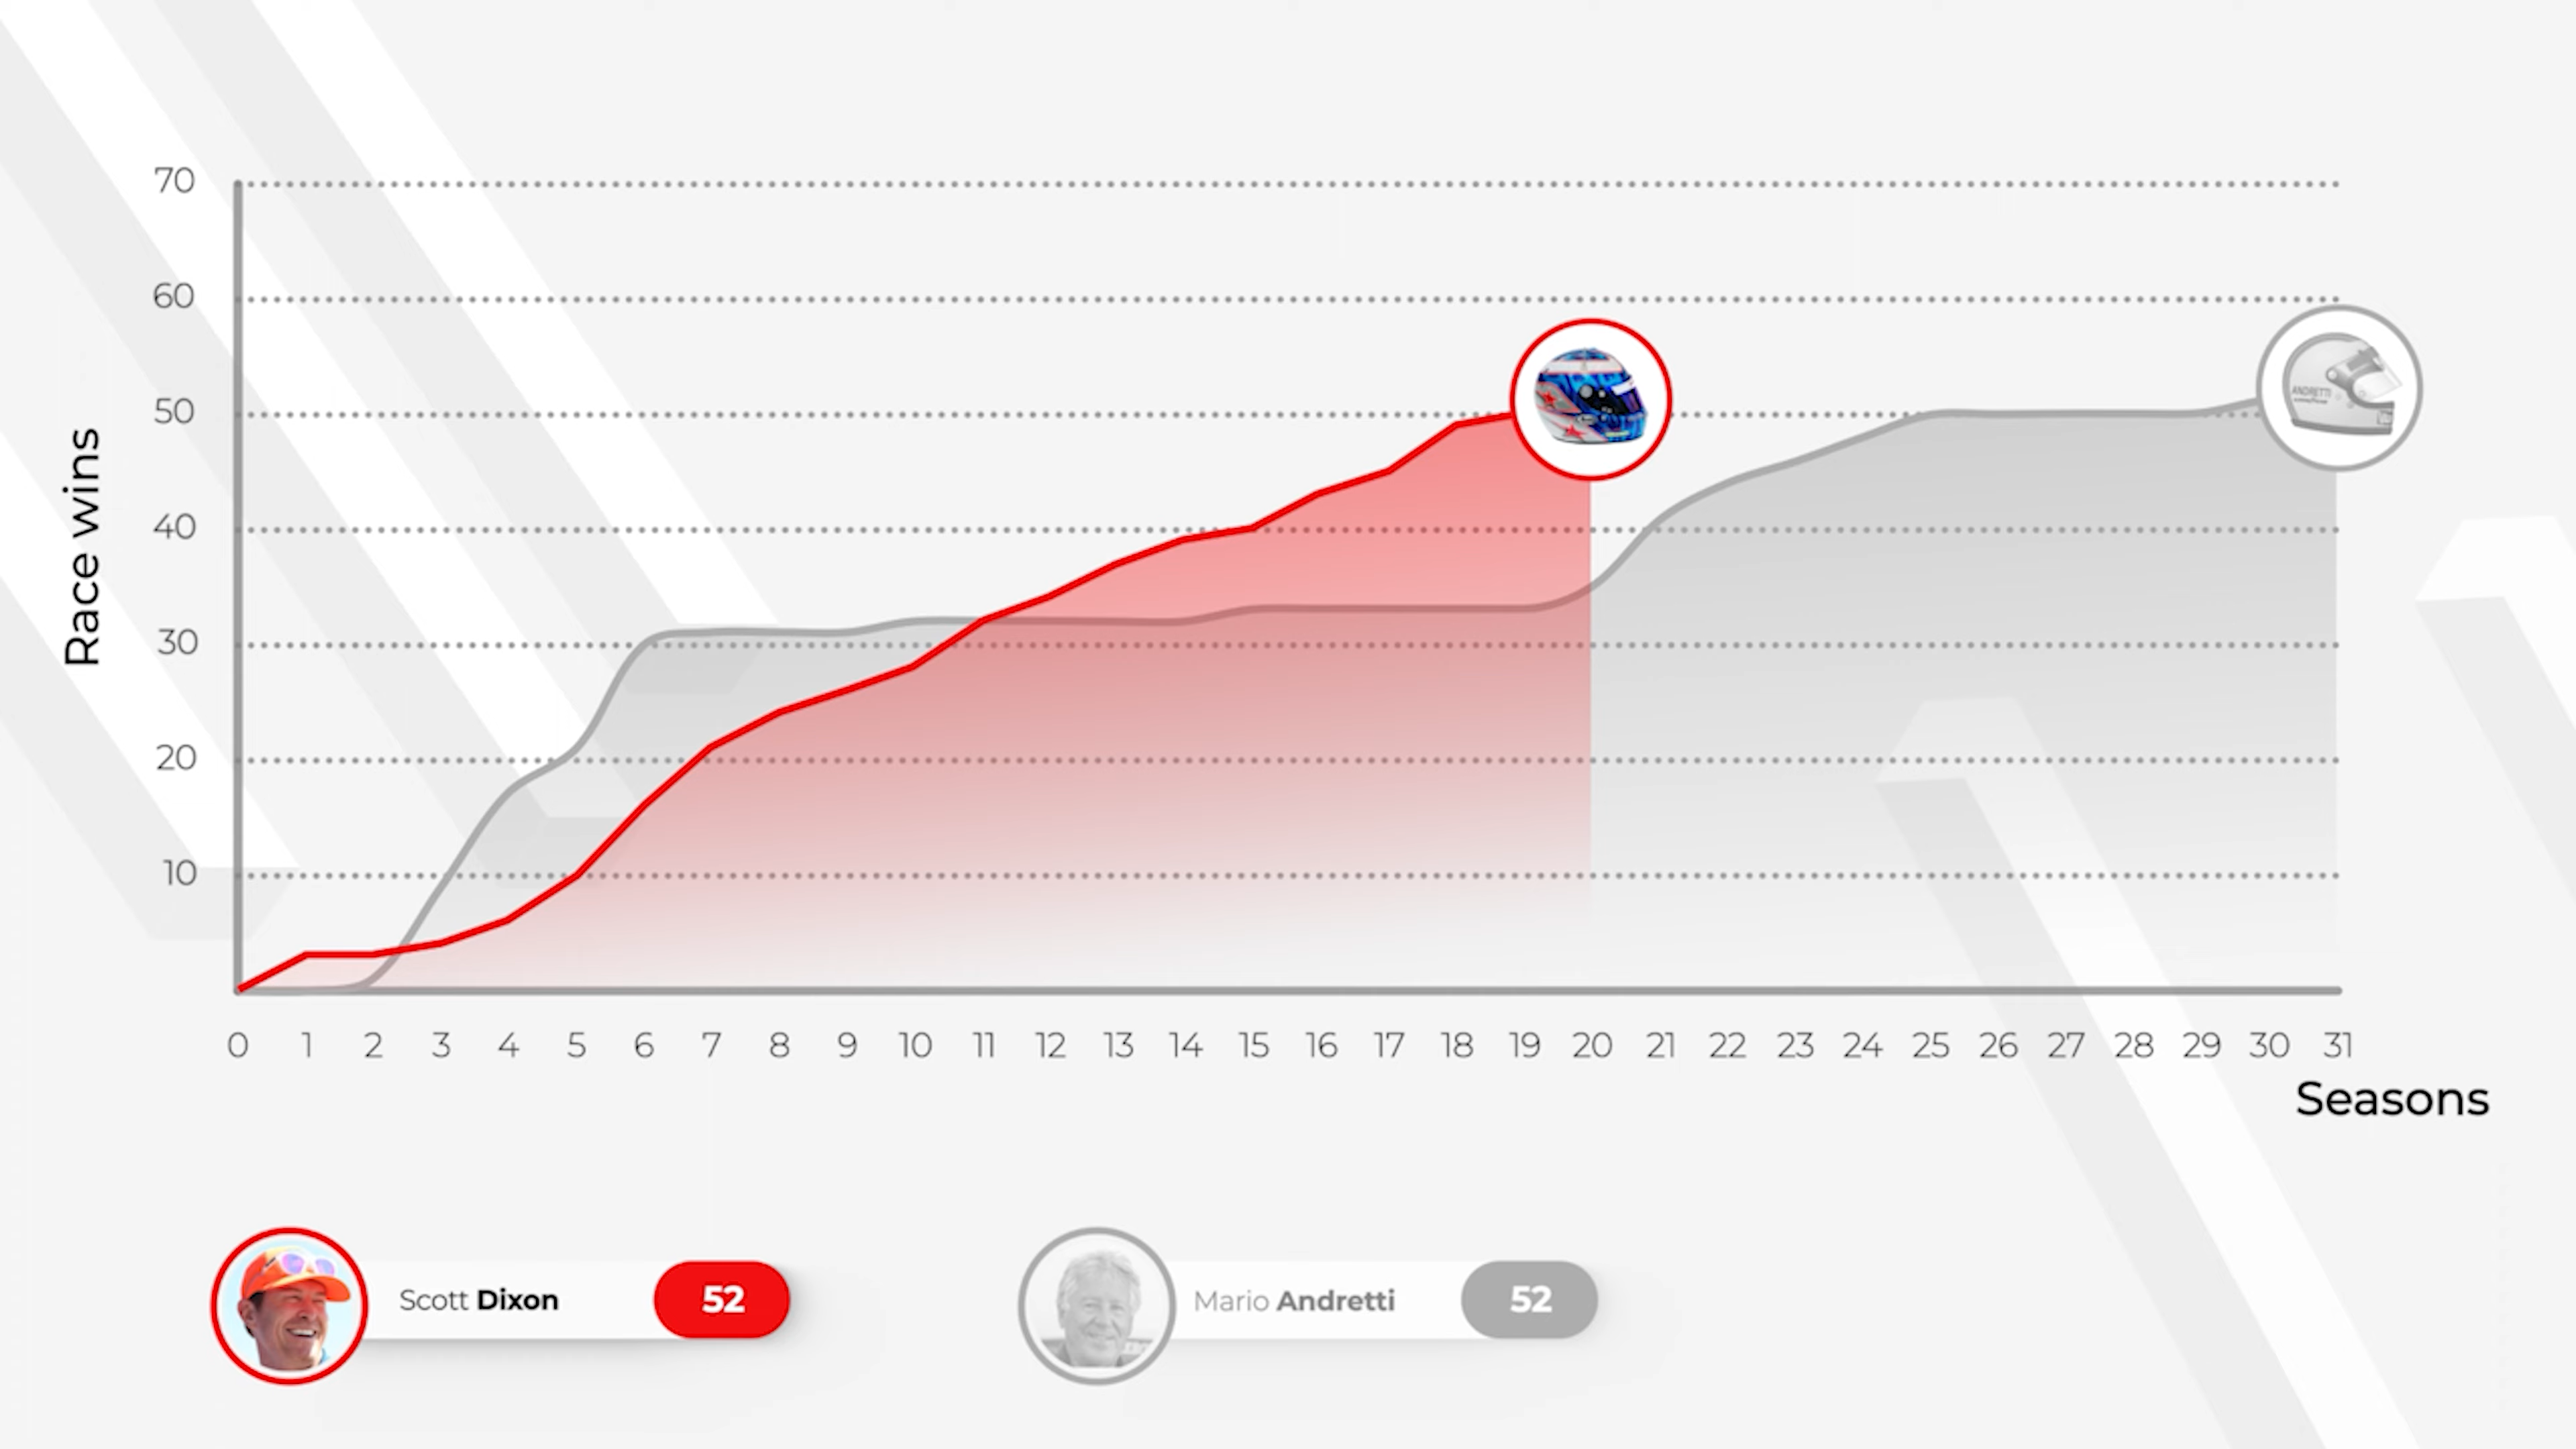 70
60
50
40
30
20
10
Race wins
ANDRETTI
0 1 2 3 4 5 6 7 8 9 10 11 12 13 14 15 16 17 18 19 20 21 22 23 24 25 26 27 28 29 30 31
Seasons
Scott Dixon 52
Mario Andretti 52